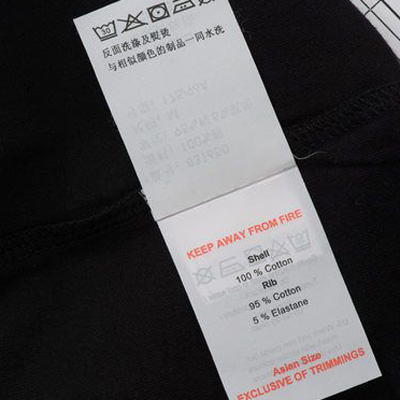 30
反面洗涤及熨烫
与相似颜色的制品一同水洗
KEEP AWAY FROM FIRE
Shell
100 % Cotton
Rib
95 % Cotton
5 % Elastane
Asian Size
EXCLUSIVE OF TRIMMINGS